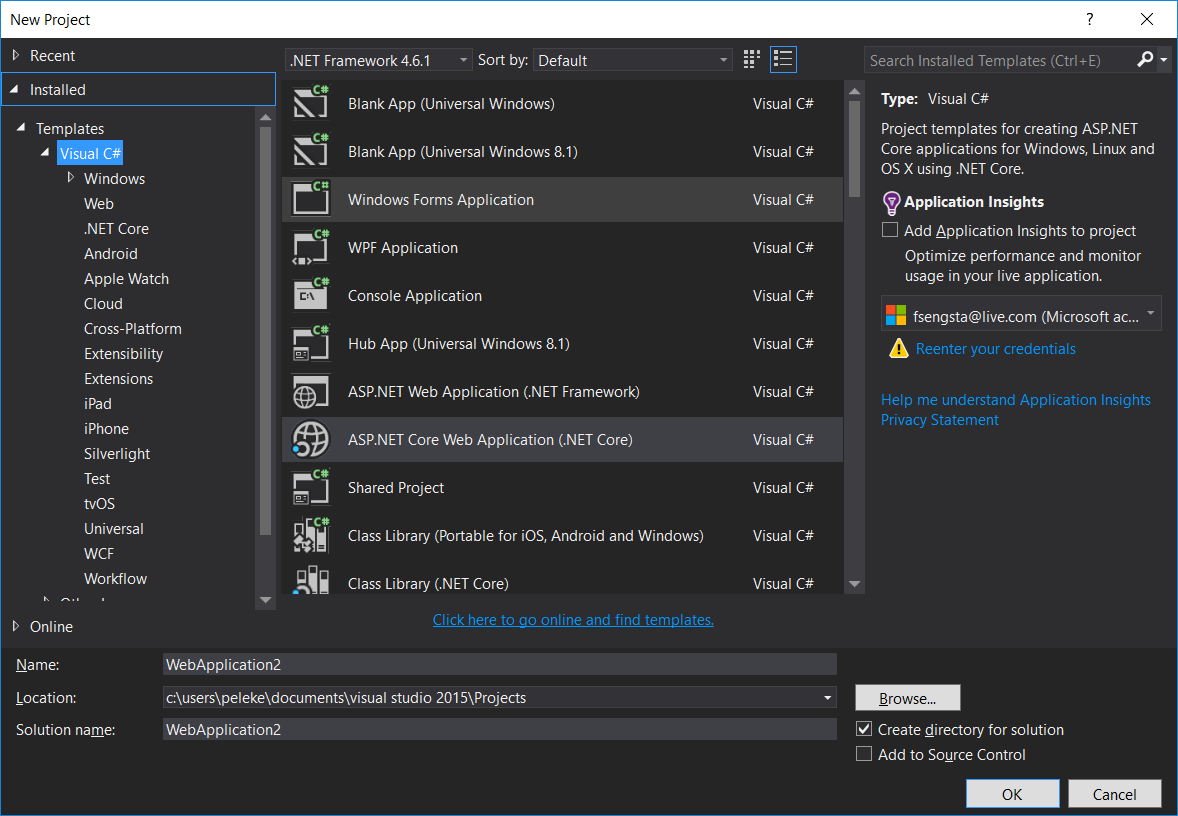 New Project
?
Recent
Installed
Templates
Visual C#
Windows
Web
.NET Core
Android
Apple Watch
Cloud
Cross-Platform
Extensibility
Extensions
iPad
iPhone
Silverlight
Test
tvOS
Universal
WCF
Workflow
Online
.NET Framework 4.6.1 Sort by: Default
Blank App (Universal Windows) Visual C#
Blank App (Universal Windows 8.1) Visual C#
Windows Forms Application Visual C#
WPF Application Visual C#
Console Application Visual C#
Hub App (Universal Windows 8.1) Visual C#
ASP.NET Web Application (.NET Framework) Visual C#
ASP.NET Core Web Application (.NET Core) Visual C#
Shared Project Visual C#
Class Library (Portable for iOS, Android and Windows) Visual C#
Class Library (.NET Core) Visual C#
Click here to go online and find templates.
Search Installed Templates (Ctrl+E)
Type: Visual C#
Project templates for creating ASP.NET
Core applications for Windows, Linux and
OS X using .NET Core.
Application Insights
Add Application Insights to project
Optimize performance and monitor
usage in your live application.
fsengsta@live.com (Microsoft ac...
Reenter your credentials
Help me understand Application Insights
Privacy Statement
Name: WebApplication2
Location: c:\users\peleke\documents\visual studio 2015\Projects Browse...
Solution name: WebApplication2
Create directory for solution
Add to Source Control
OK Cancel